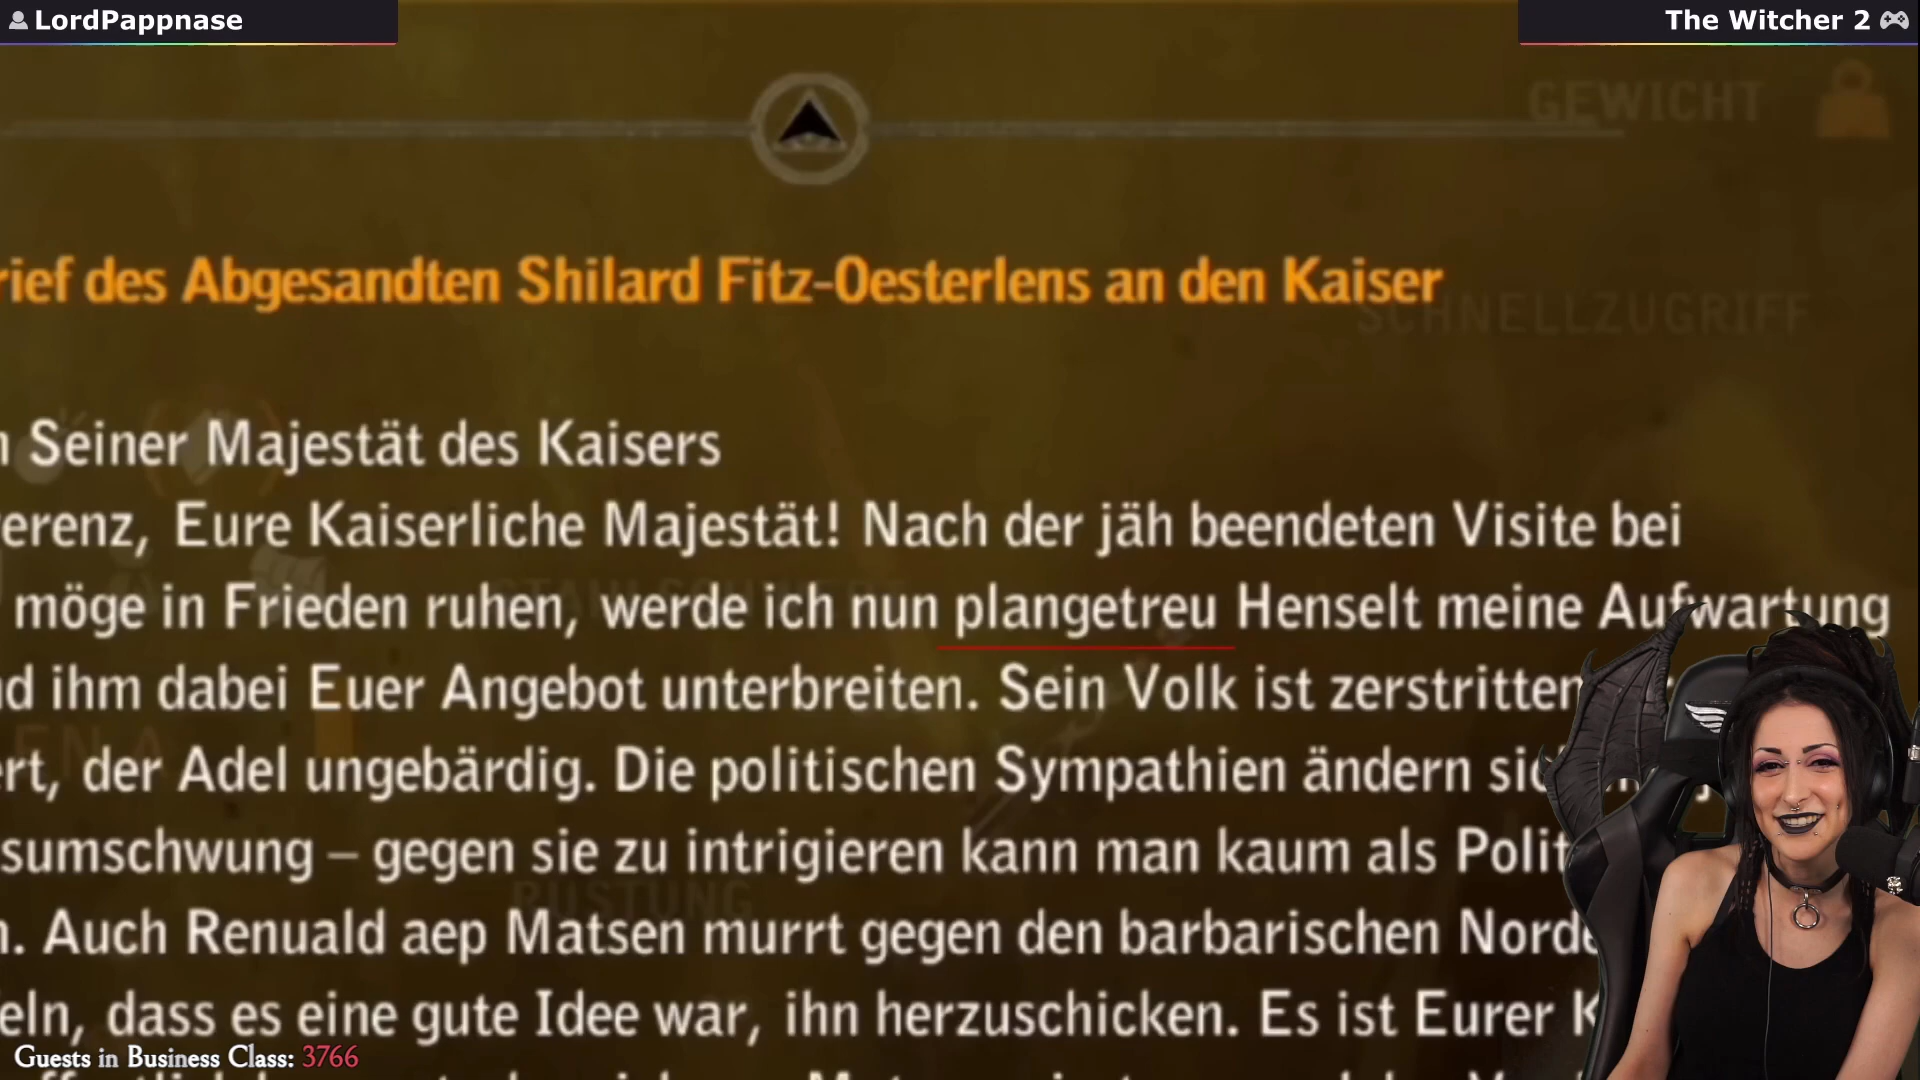 LordPappnase
The Witcher 2
GEWICHT
rief des Abgesandten Shilard Fitz-Oesterlens an den Kaiser
SCHNELLZUGRIFF
n Seiner Majestät des Kaisers
erenz, Eure Kaiserliche Majestät! Nach der jäh beendeten Visite bei
möge in Frieden ruhen, werde ich nun plangetreu Henselt meine Aufwartung
nd ihm dabei Euer Angebot unterbreiten. Sein Volk ist zerstritten
rt, der Adel ungebärdig. Die politischen Sympathien ändern sic
sumschwung – gegen sie zu intrigieren kann man kaum als Polit
RÜSTUNG
n. Auch Renuald aep Matsen murrt gegen den barbarischen Norde
eln, dass es eine gute Idee war, ihn herzuschicken. Es ist Eurer K
Guests in Business Class: 3766